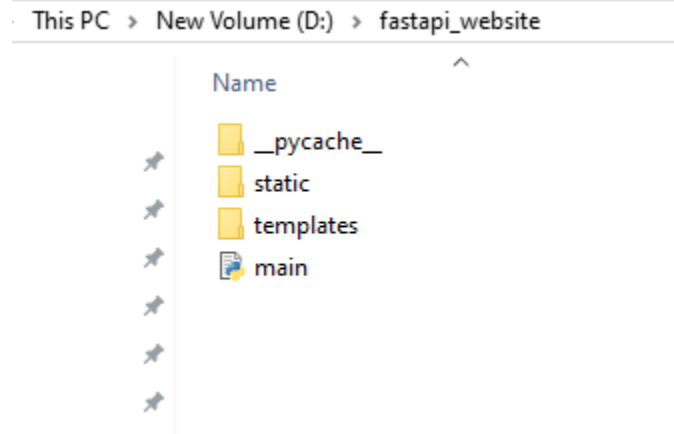 This PC > New Volume (D:) > fastapi_website
Name
__pycache__
static
templates
main